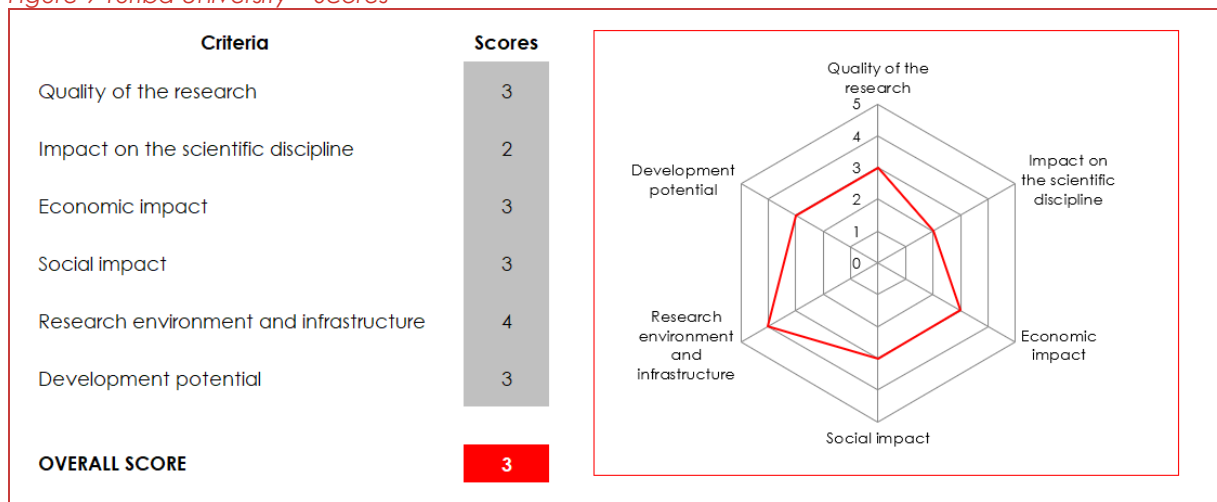 Criteria Scores
Quality of the research 3
Impact on the scientific discipline 2
Economic impact 3
Social impact 3
Research environment and infrastructure 4
Development potential 3
OVERALL SCORE 3
Quality of the
research
5
4
3
2
1
0
Impact on
the scientific
discipline
Economic
impact
Social impact
Research
environment
and
infrastructure
Development
potential